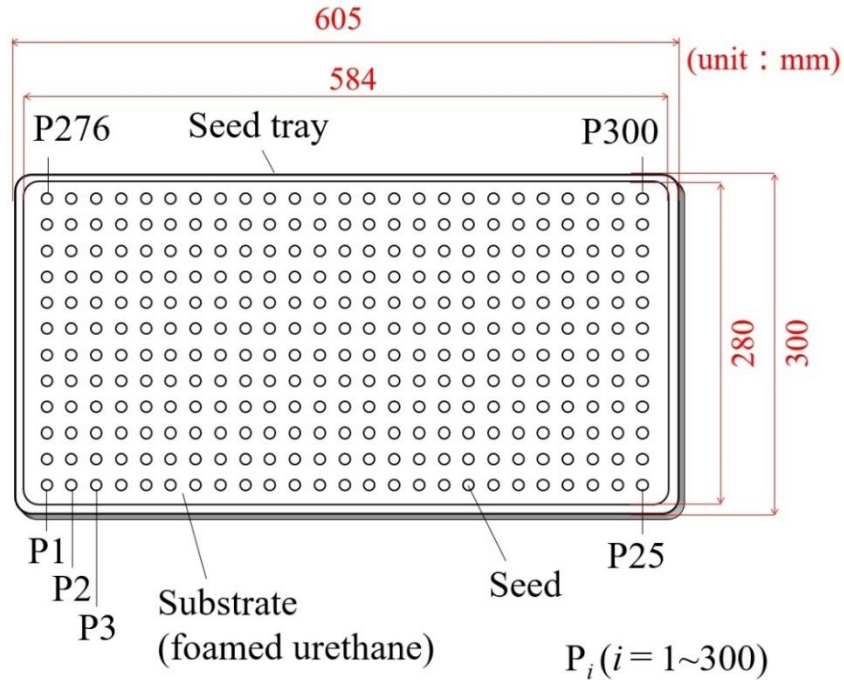 605
(unit：mm)
584
P276
Seed tray
P300
280
300
P1
P2
P3
Substrate
(foamed urethane)
Seed
P25
Pᵢ (i = 1~300)